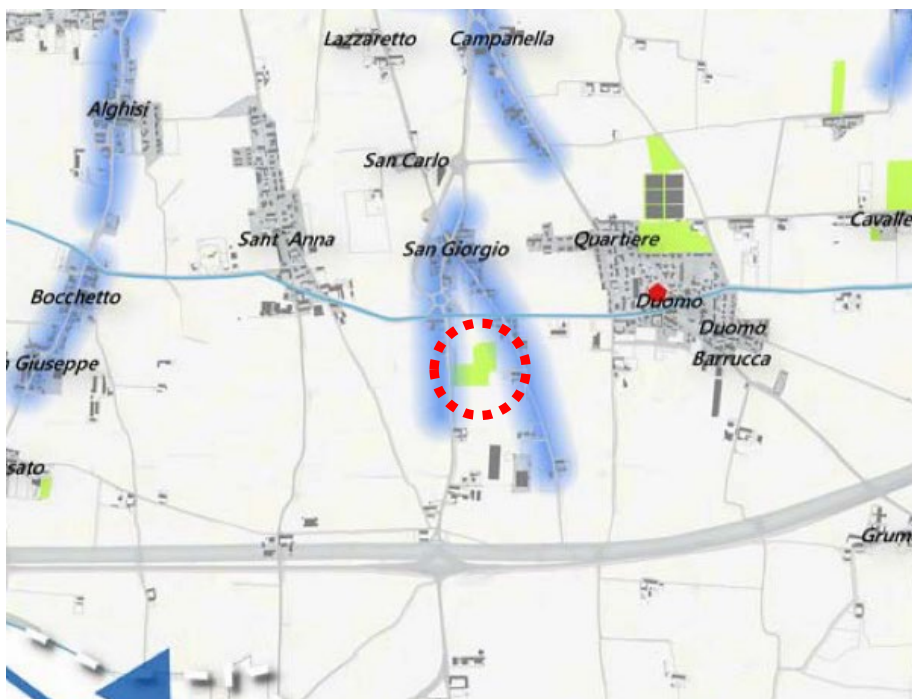 Lazzaretto
Campanella
Alghisi
San Carlo
Cavalle
Sant' Anna
San Giorgio
Quartiere
Bocchetto
Duomo
Duomo
Barrucca
n Giuseppe
sato
Grum